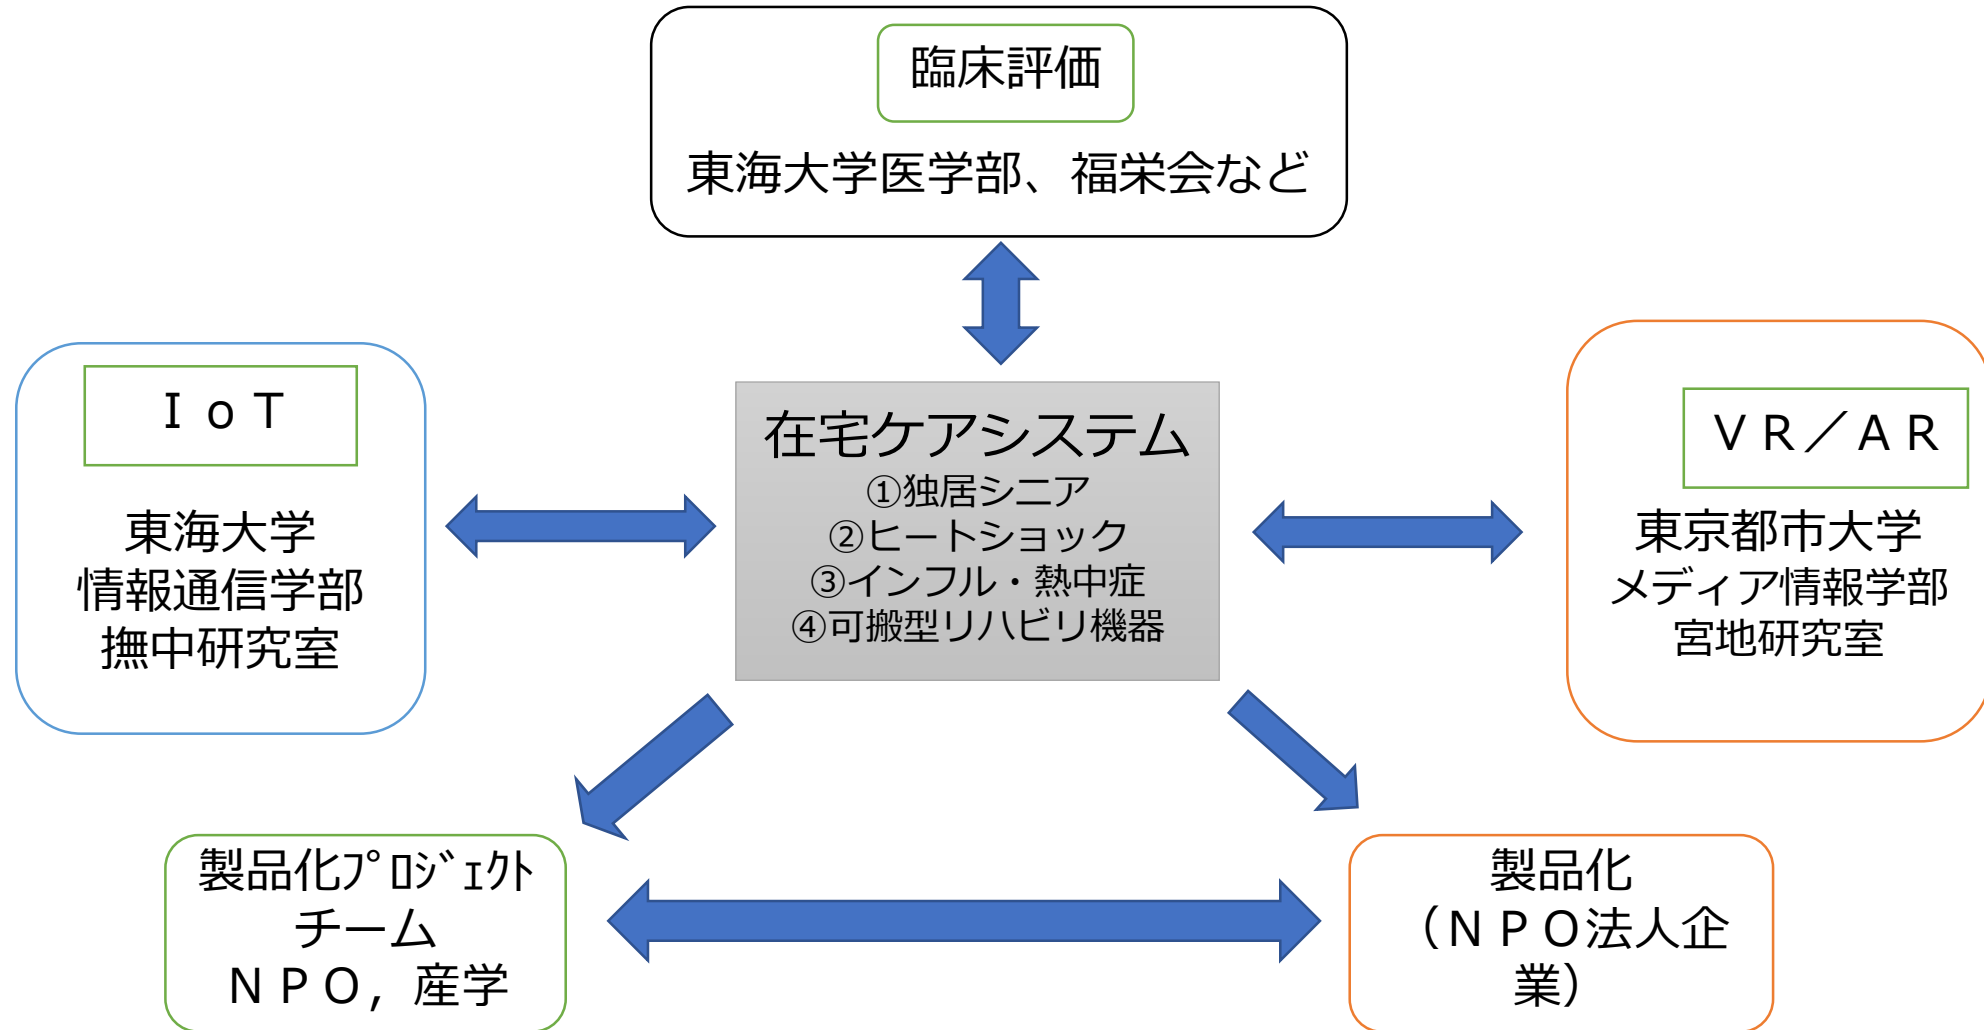 臨床評価
東海大学医学部、福栄会など
ＩｏＴ
東海大学
情報通信学部
撫中研究室
在宅ケアシステム
①独居シニア
②ヒートショック
③インフル・熱中症
④可搬型リハビリ機器
ＶＲ／ＡＲ
東京都市大学
メディア情報学部
宮地研究室
製品化ﾌﾟﾛｼﾞｪｸﾄ
チーム
ＮＰＯ，産学
製品化
（ＮＰＯ法人企
業）